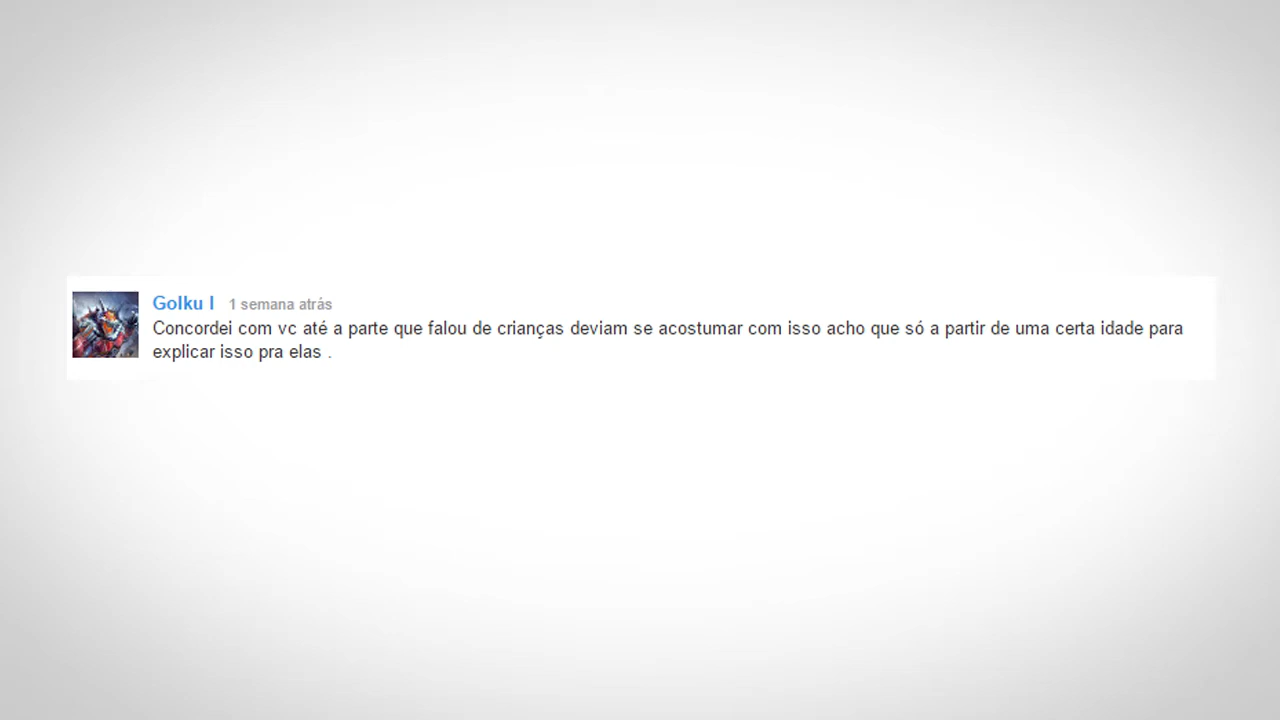 Golku I 1 semana atrás
Concordei com vc até a parte que falou de crianças deviam se acostumar com isso acho que só a partir de uma certa idade para
explicar isso pra elas .